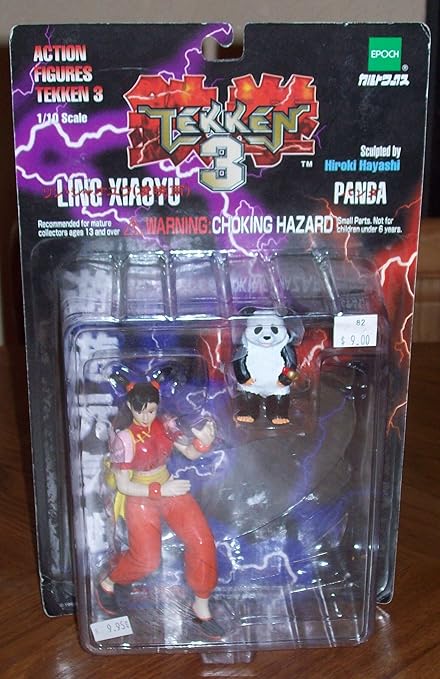 ACTION
FIGURES
TEKKEN 3
1/10 Scale
TEKKEN
3
™
EPOCH
®
Sculpted by
Hiroki Hayashi
LING XIAOYU
PANDA
Recommended for mature
collectors ages 13 and over
⚠ WARNING: CHOKING HAZARD
Small Parts. Not for
children under 6 years.
82
$ 9.00
$ 9.95